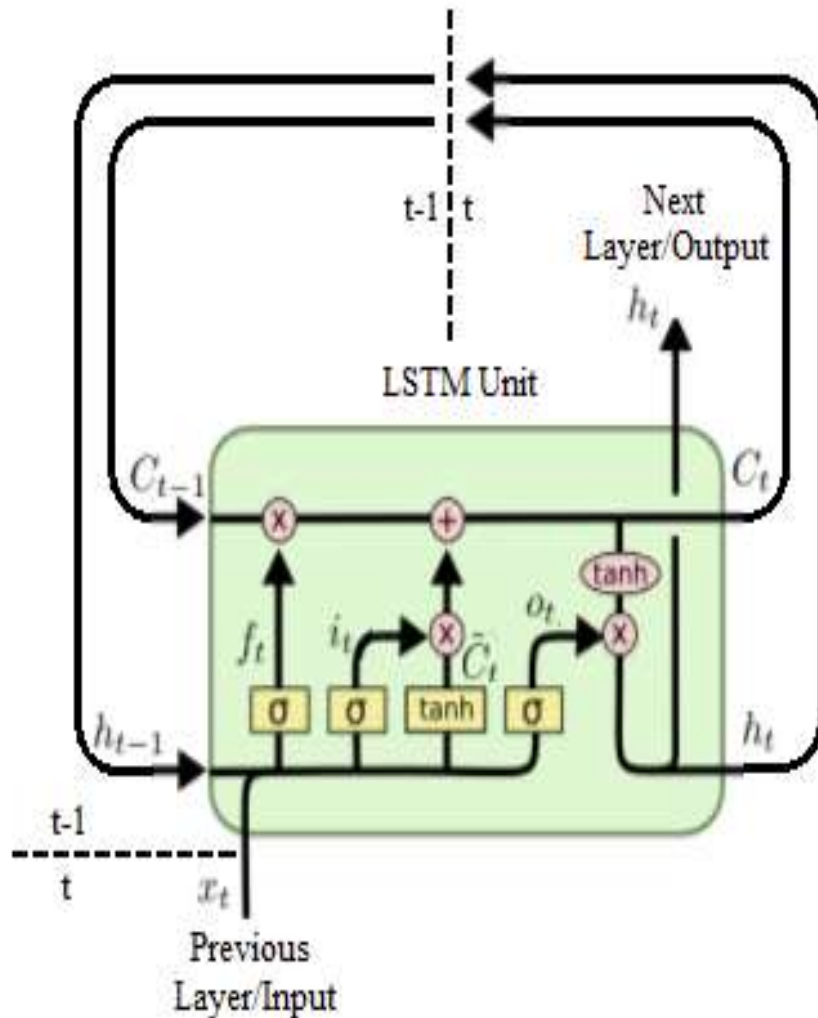 t-1 t
Next
Layer/Output
h_t
LSTM Unit
C_{t-1}
C_t
x
+
tanh
f_t
i_t
x
C̃_t
o_t
x
σ
σ
tanh
σ
h_{t-1}
h_t
t-1
t
x_t
Previous
Layer/Input